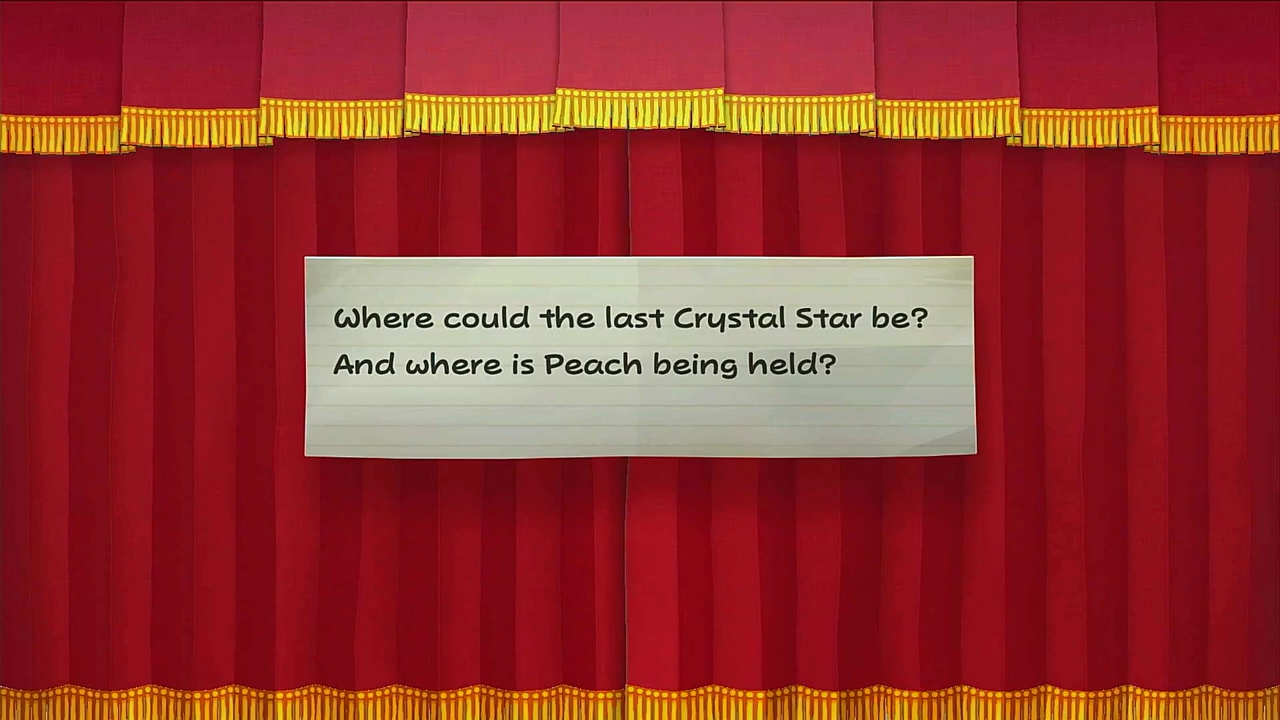 Where could the last Crystal Star be?
And where is Peach being held?